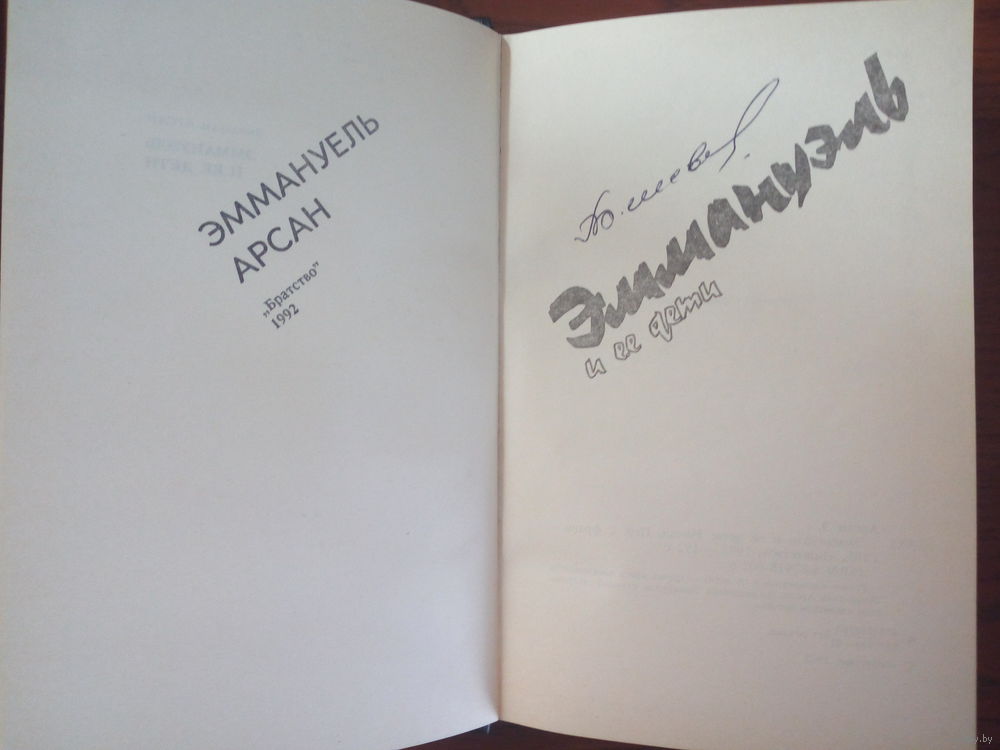 ЭММАНУЕЛЬ
АРСАН
„Братство”
1992
Эммануэль
и ее дети